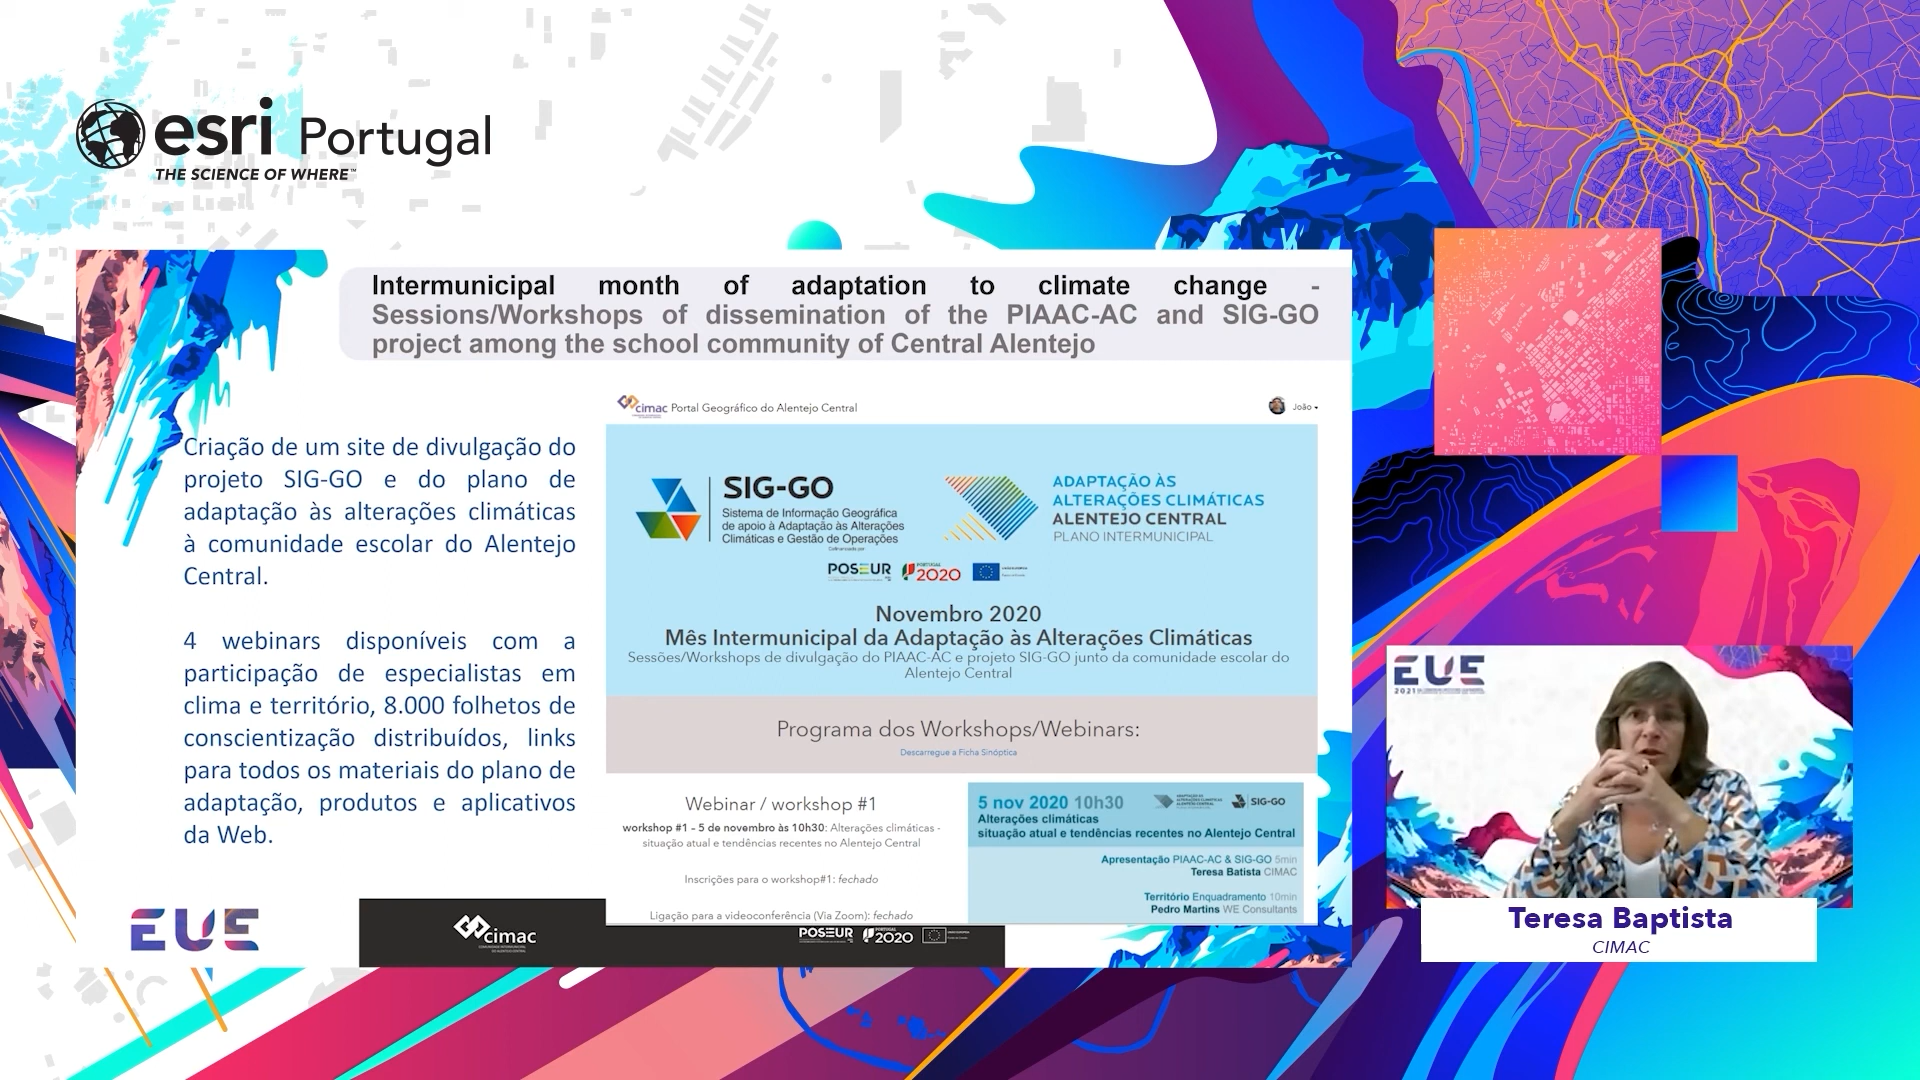 esri Portugal
THE SCIENCE OF WHERE™
Intermunicipal month of adaptation to climate change -
Sessions/Workshops of dissemination of the PIAAC-AC and SIG-GO
project among the school community of Central Alentejo
Criação de um site de divulgação do
projeto SIG-GO e do plano de
adaptação às alterações climáticas
à comunidade escolar do Alentejo
Central.
4 webinars disponíveis com a
participação de especialistas em
clima e território, 8.000 folhetos de
conscientização distribuídos, links
para todos os materiais do plano de
adaptação, produtos e aplicativos
da Web.
cimac Portal Geográfico do Alentejo Central
João
SIG-GO
Sistema de Informação Geográfica
de apoio à Adaptação às Alterações
Climáticas e Gestão de Operações
Cofinanciado por
ADAPTAÇÃO ÀS
ALTERAÇÕES CLIMÁTICAS
ALENTEJO CENTRAL
PLANO INTERMUNICIPAL
POSEUR
PORTUGAL
2020
Novembro 2020
Mês Intermunicipal da Adaptação às Alterações Climáticas
Sessões/Workshops de divulgação do PIAAC-AC e projeto SIG-GO junto da comunidade escolar do
Alentejo Central
Programa dos Workshops/Webinars:
Descarregue a Ficha Sinóptica
Webinar / workshop #1
workshop #1 – 5 de novembro às 10h30: Alterações climáticas -
situação atual e tendências recentes no Alentejo Central
Inscrições para o workshop#1: fechado
Ligação para a videoconferência (Via Zoom): fechado
5 nov 2020 10h30
SIG-GO
Alterações climáticas
situação atual e tendências recentes no Alentejo Central
Apresentação PIAAC-AC & SIG-GO 5min
Teresa Batista CIMAC
Território Enquadramento 10min
Pedro Martins WE Consultants
EUE
cimac
POSEUR
PORTUGAL
2020
EUE
2021
Teresa Baptista
CIMAC